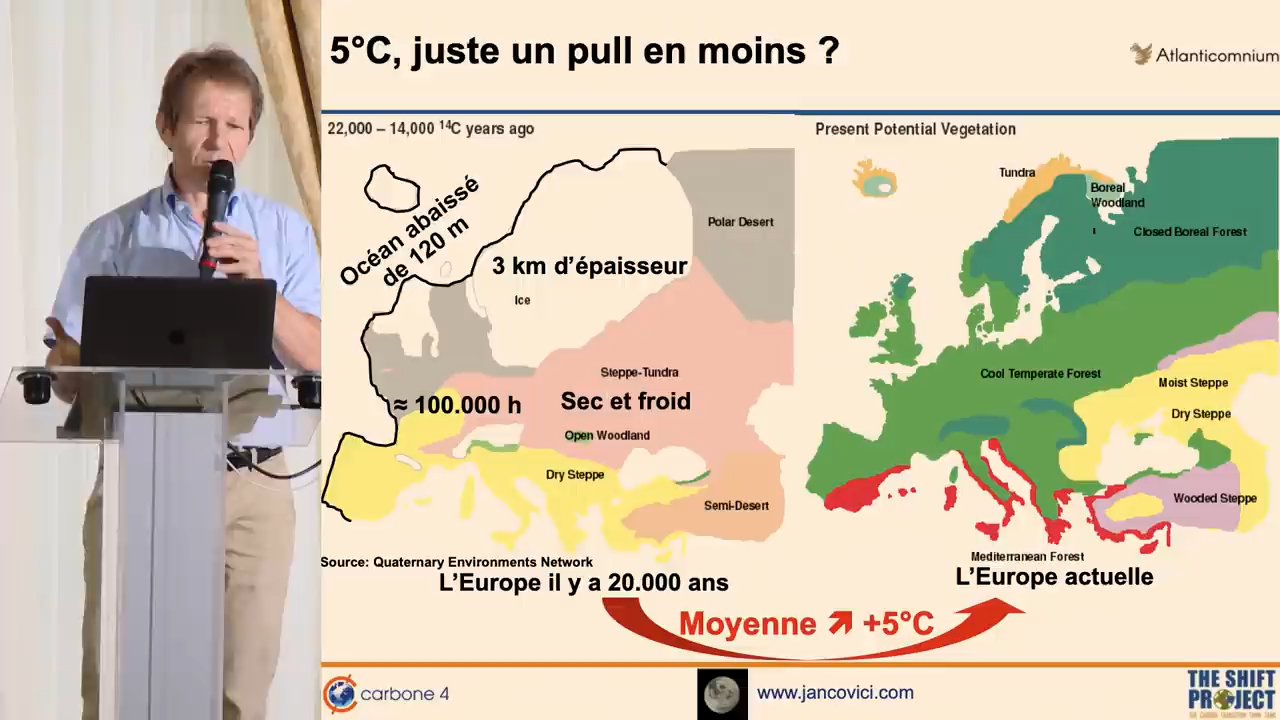 5°C, juste un pull en moins ?
Atlanticomnium
22,000 – 14,000 ¹⁴C years ago
Océan abaissé
de 120 m
Polar Desert
3 km d’épaisseur
Ice
Steppe-Tundra
≈ 100.000 h
Sec et froid
Open Woodland
Dry Steppe
Semi-Desert
Source: Quaternary Environments Network
L’Europe il y a 20.000 ans
Present Potential Vegetation
Tundra
Boreal
Woodland
Closed Boreal Forest
Cool Temperate Forest
Moist Steppe
Dry Steppe
Wooded Steppe
Mediterranean Forest
L’Europe actuelle
Moyenne ↗ +5°C
carbone 4
www.jancovici.com
THE SHIFT
PROJECT